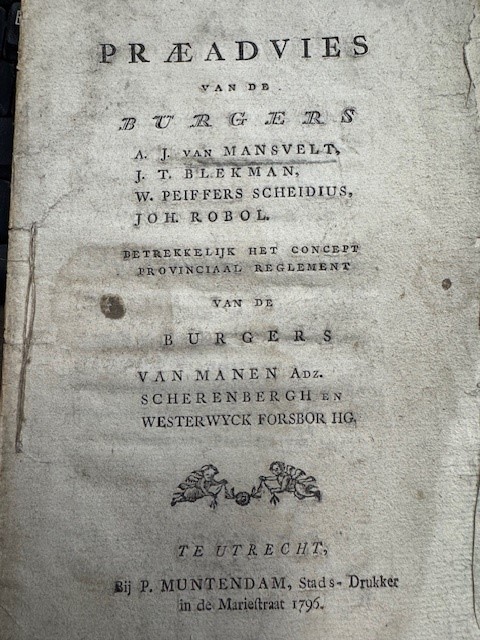 PRÆADVIES
VAN DE
BURGERS
A. J. VAN MANSVELT,
J. T. BLEKMAN,
W. PEIFFERS SCHEIDIUS,
JOH. ROBOL.
BETREKKELIJK HET CONCEPT
PROVINCIAAL REGLEMENT
VAN DE
BURGERS
VAN MANEN ADZ.
SCHERENBERGH EN
WESTERWYCK FORSBOR HG.
TE UTRECHT,
Bij P. MUNTENDAM, Stads-Drukker
in de Marieſtraat 1796.